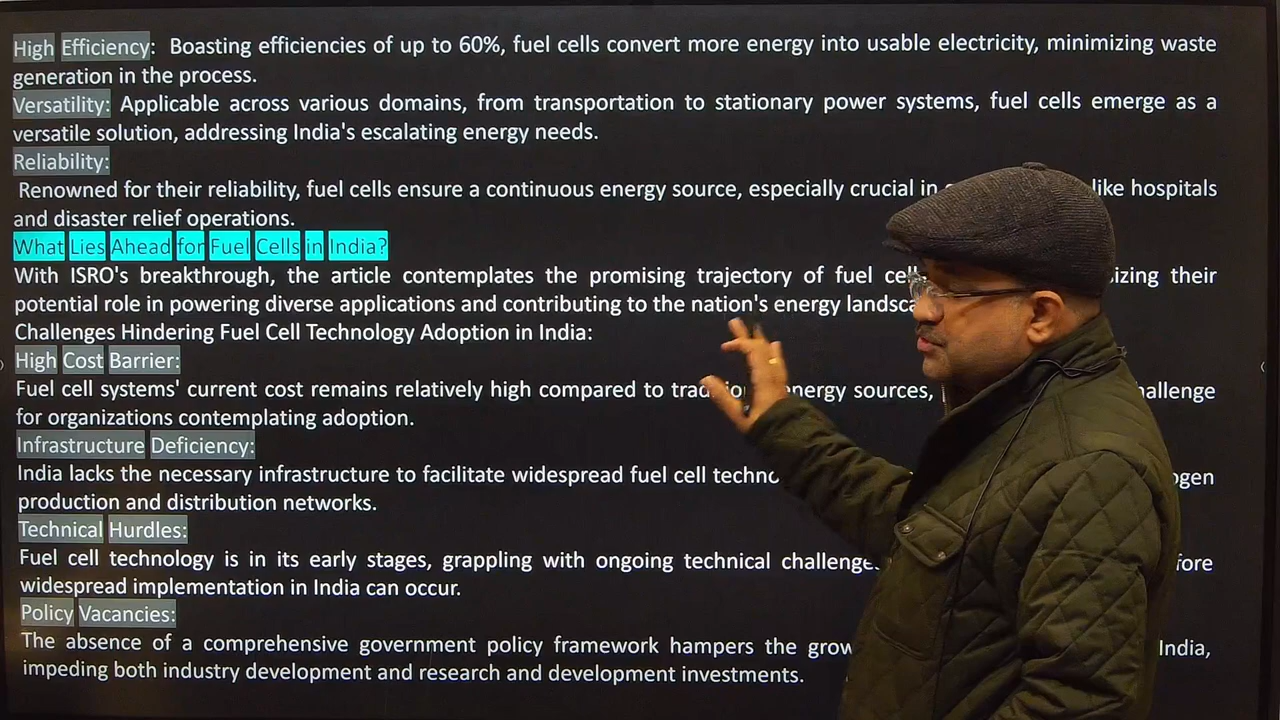 High Efficiency: Boasting efficiencies of up to 60%, fuel cells convert more energy into usable electricity, minimizing waste
generation in the process.
Versatility: Applicable across various domains, from transportation to stationary power systems, fuel cells emerge as a
versatile solution, addressing India's escalating energy needs.
Reliability:
Renowned for their reliability, fuel cells ensure a continuous energy source, especially crucial in like hospitals
and disaster relief operations.
What Lies Ahead for Fuel Cells in India?
With ISRO's breakthrough, the article contemplates the promising trajectory of fuel their
potential role in powering diverse applications and contributing to the nation's energy
Challenges Hindering Fuel Cell Technology Adoption in India:
High Cost Barrier:
Fuel cell systems' current cost remains relatively high compared to energy sources,
for organizations contemplating adoption.
Infrastructure Deficiency:
India lacks the necessary infrastructure to facilitate widespread fuel cell
production and distribution networks.
Technical Hurdles:
Fuel cell technology is in its early stages, grappling with ongoing technical
widespread implementation in India can occur.
Policy Vacancies:
The absence of a comprehensive government policy framework hampers the India,
impeding both industry development and research and development investments.